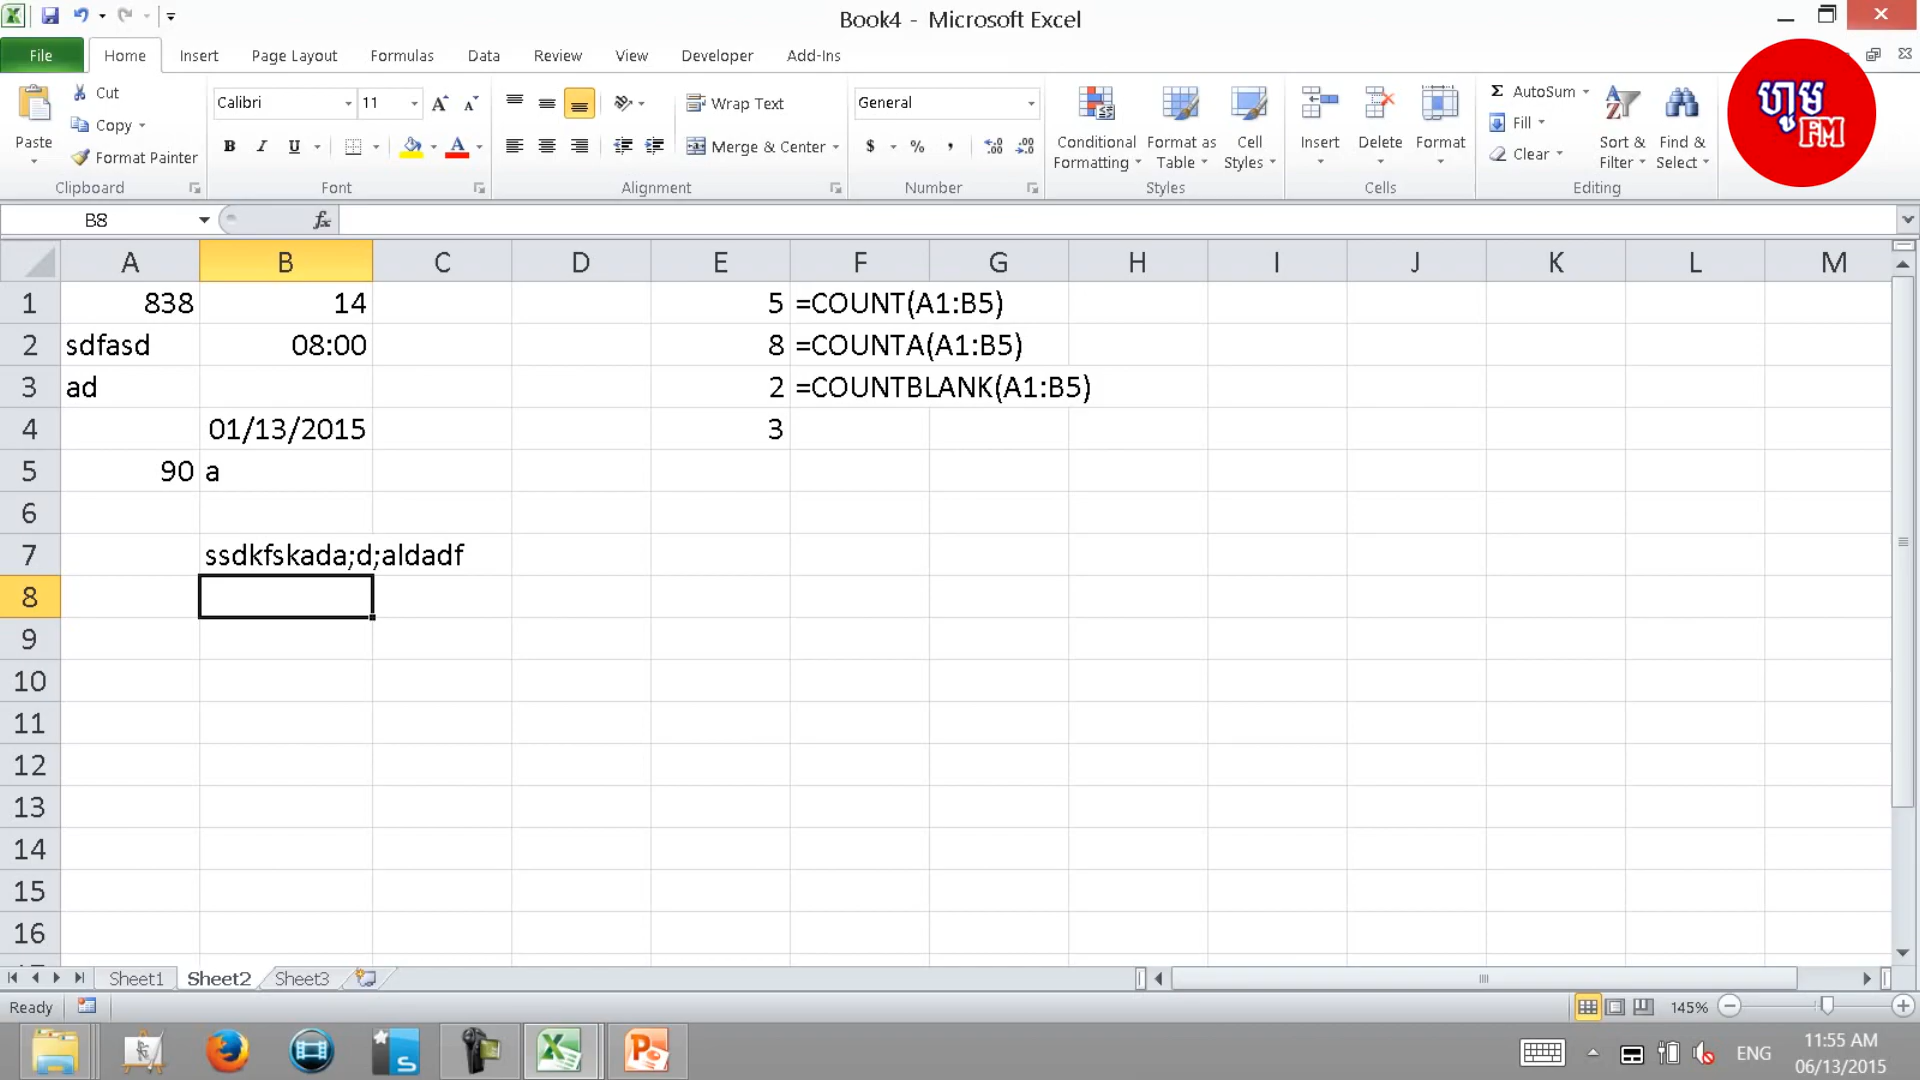 Book4 - Microsoft Excel
File Home Insert Page Layout Formulas Data Review View Developer Add-Ins
Paste
Cut
Copy
Format Painter
Clipboard
Calibri 11
B I U
Font
Wrap Text
Merge & Center
Alignment
General
$ % ,
Number
Conditional Formatting
Format as Table
Cell Styles
Styles
Insert Delete Format
Cells
Σ AutoSum
Fill
Clear
Sort & Filter
Find & Select
Editing
FM
B8 fx
A B C D E F G H I J K L M
1 838 14 5 =COUNT(A1:B5)
2 sdfasd 08:00 8 =COUNTA(A1:B5)
3 ad 2 =COUNTBLANK(A1:B5)
4 01/13/2015 3
5 90 a
6
7 ssdkfskada;d;aldadf
8
9
10
11
12
13
14
15
16
Sheet1 Sheet2 Sheet3
Ready 145%
ENG 11:55 AM
06/13/2015